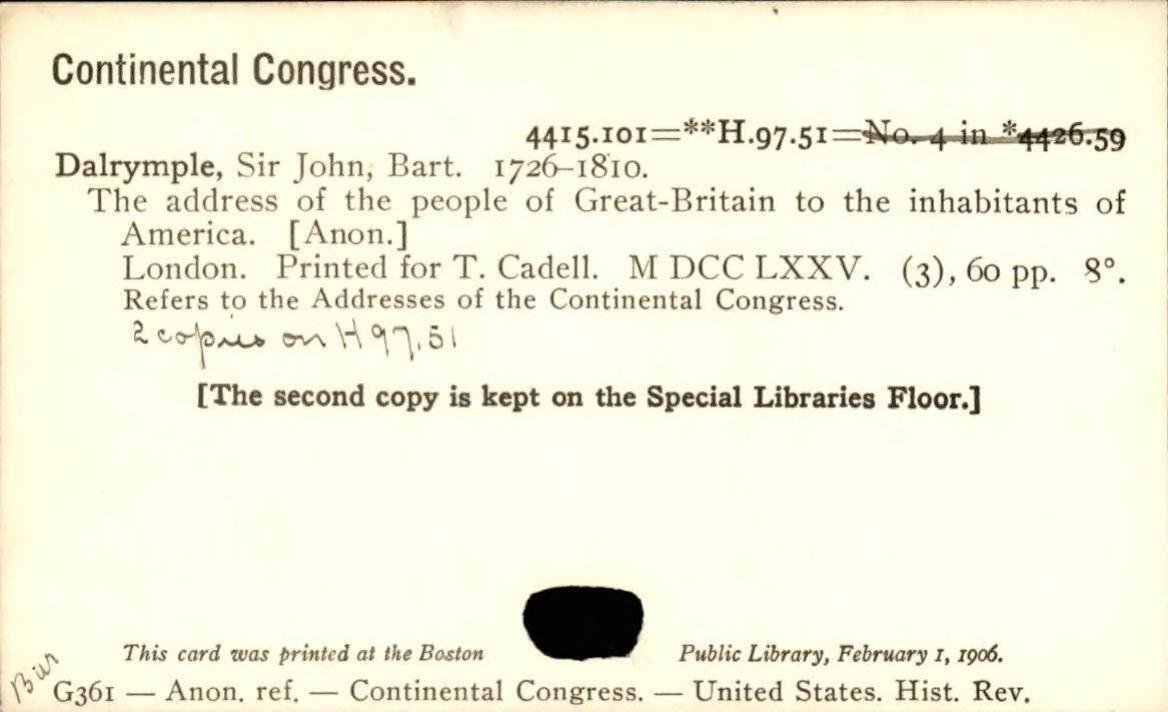 Continental Congress.
4415.101=**H.97.51=No. 4 in *4426.59
Dalrymple, Sir John, Bart. 1726–1810.
The address of the people of Great-Britain to the inhabitants of
America. [Anon.]
London. Printed for T. Cadell. M DCC LXXV. (3), 60 pp. 8°.
Refers to the Addresses of the Continental Congress.
2 copies on H 97.51
[The second copy is kept on the Special Libraries Floor.]
This card was printed at the Boston Public Library, February 1, 1906.
G361 — Anon. ref. — Continental Congress. — United States. Hist. Rev.